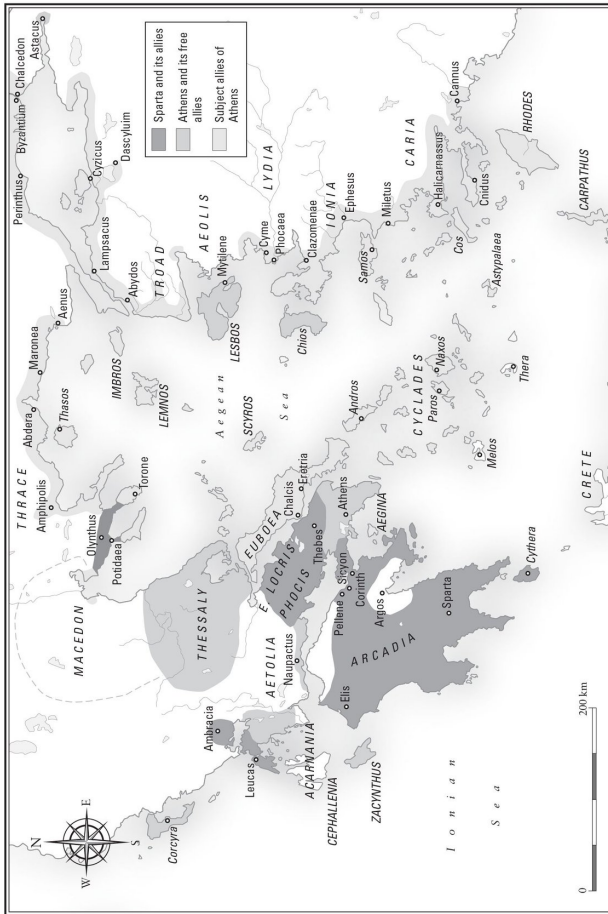 Sparta and its allies
Athens and its free
allies
Subject allies of
Athens
N
E
S
W
THRACE
MACEDON
THESSALY
AETOLIA
ACARNANIA
CEPHALLENIA
ZACYNTHUS
Ionian
Sea
Corcyra
Ambracia
Leucas
Naupactus
Elis
ARCADIA
Sparta
Argos
Corinth
Sicyon
Pellene
Cythera
E. LOCRIS
PHOCIS
Thebes
Athens
AEGINA
EUBOEA
Chalcis
Eretria
Olynthus
Potidaea
Torone
Amphipolis
Abdera
Thasos
Maronea
Aenus
IMBROS
LEMNOS
SCYROS
Aegean
Sea
Perinthus
Byzantium
Chalcedon
Astacus
Cyzicus
Dascyluim
Lampsacus
Abydos
TROAD
AEOLIS
Mytilene
LESBOS
LYDIA
Cyme
Phocaea
Clazomenae
Chios
IONIA
Ephesus
Samos
Miletus
CARIA
Halicarnassus
Cos
Cnidus
Cannus
RHODES
CARPATHUS
Astypalaea
Andros
CYCLADES
Paros
Naxos
Melos
Thera
CRETE
0
200 km